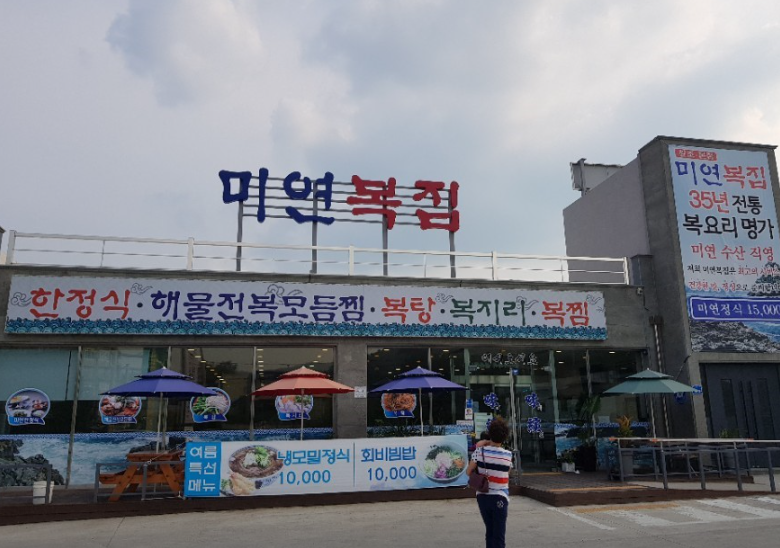 미연복집
한정식·해물전복모듬찜·복탕·복지리·복찜
미연복집
35년 전통
복요리 명가
미연 수산 직영
미연정식 15,000
여름
특선
메뉴
냉모밀정식
10,000
회비빔밥
10,000